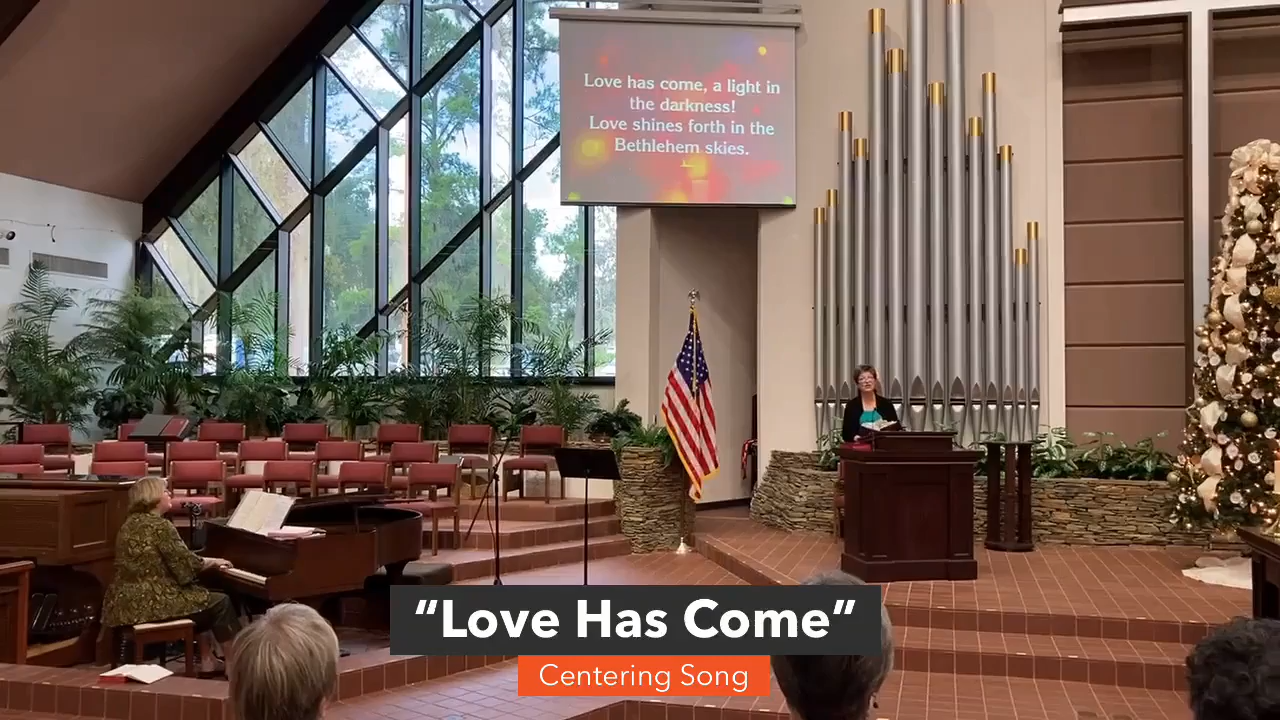 Love has come, a light in
the darkness!
Love shines forth in the
Bethlehem skies.
“Love Has Come”
Centering Song